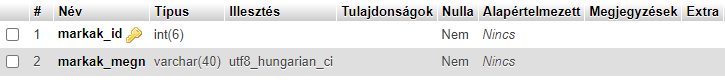 # Név Típus Illesztés Tulajdonságok Nulla Alapértelmezett Megjegyzések Extra
1 markak_id int(6) Nem Nincs
2 markak_megn varchar(40) utf8_hungarian_ci Nem Nincs